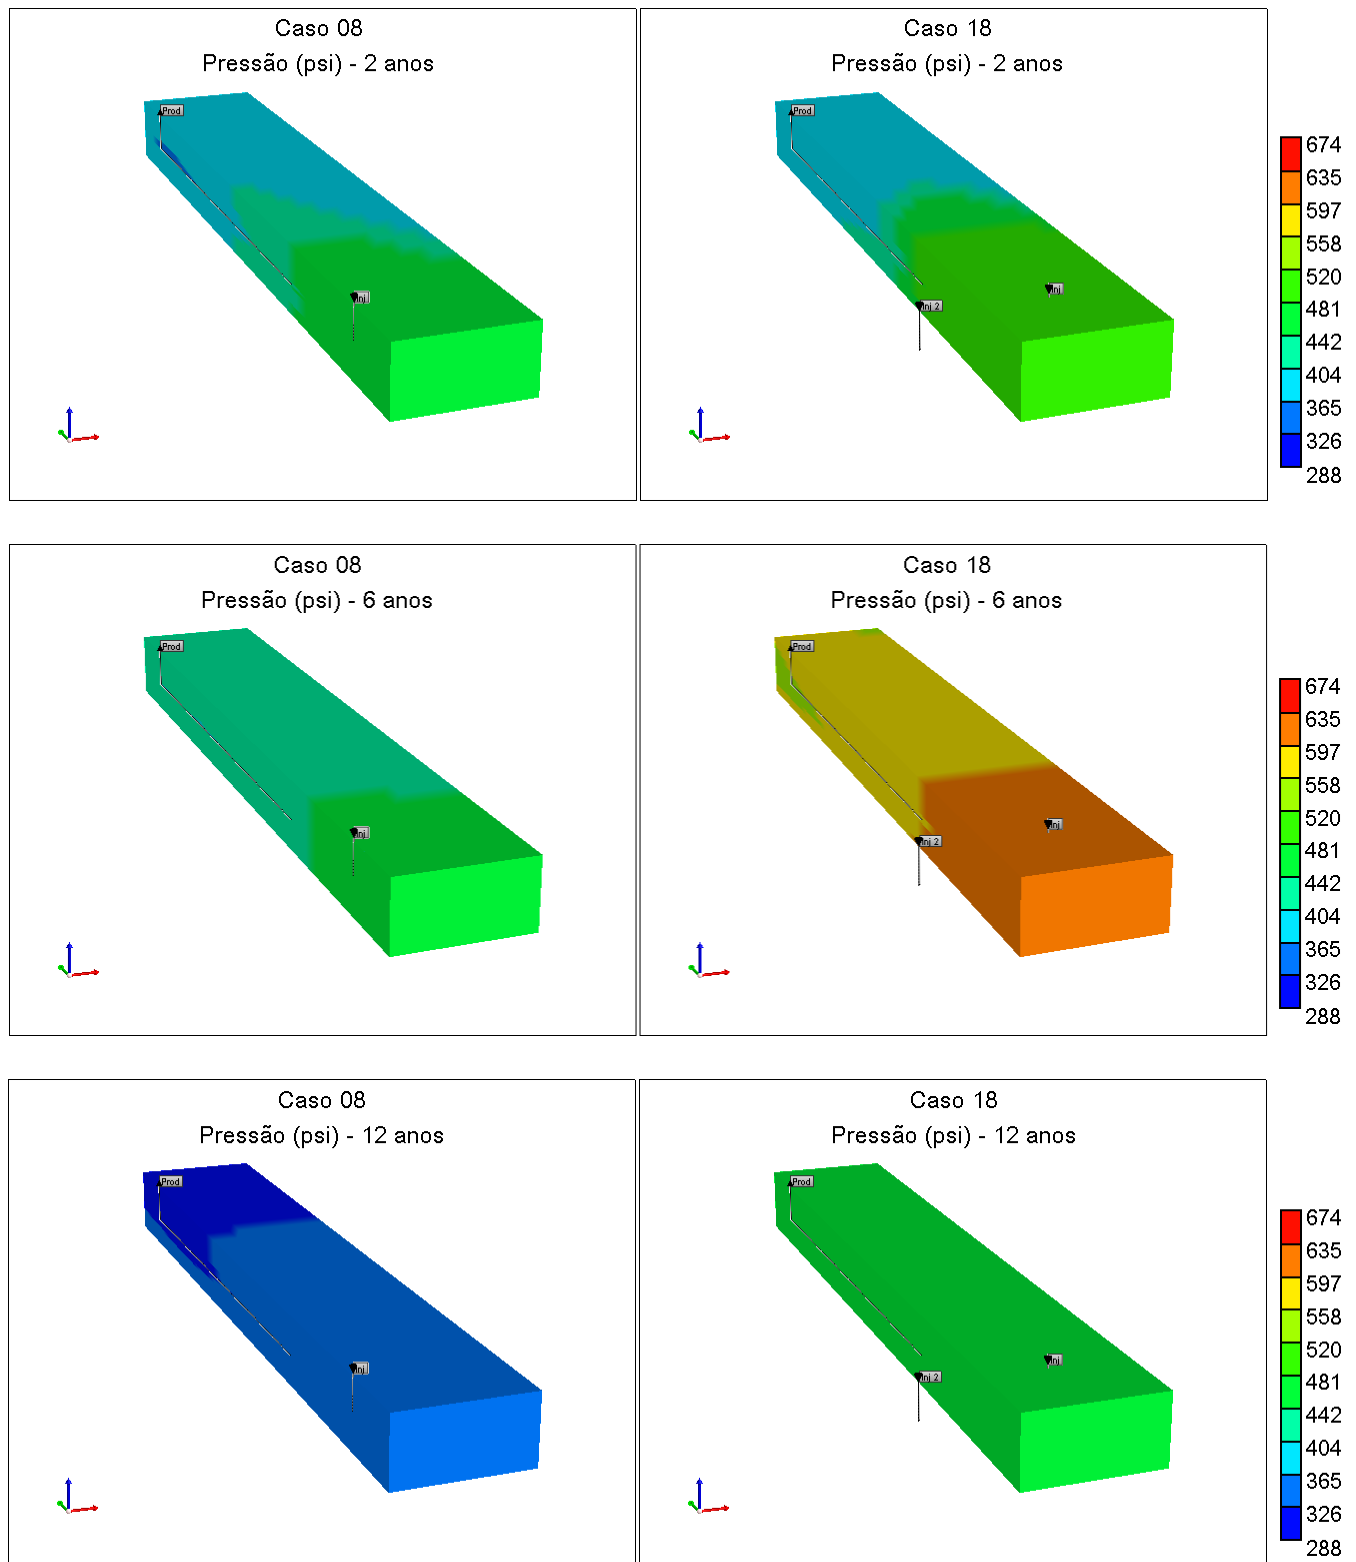 Caso 08
Pressão (psi) - 2 anos
Prod
Inj
Caso 18
Pressão (psi) - 2 anos
Prod
Inj
Inj 2
674
635
597
558
520
481
442
404
365
326
288
Caso 08
Pressão (psi) - 6 anos
Prod
Inj
Caso 18
Pressão (psi) - 6 anos
Prod
Inj
Inj 2
674
635
597
558
520
481
442
404
365
326
288
Caso 08
Pressão (psi) - 12 anos
Prod
Inj
Caso 18
Pressão (psi) - 12 anos
Prod
Inj
Inj 2
674
635
597
558
520
481
442
404
365
326
288